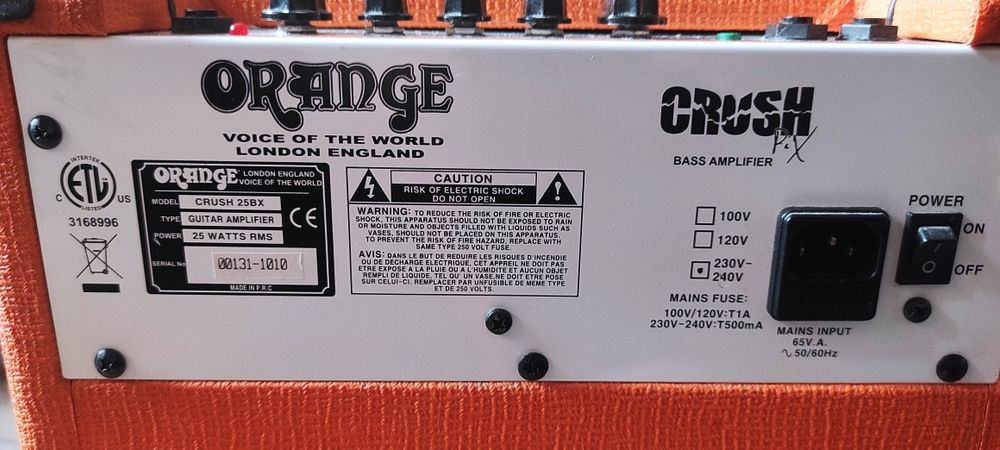 ORANGE
VOICE OF THE WORLD
LONDON ENGLAND
CRUSH
PiX
BASS AMPLIFIER
INTERTEK
ETL
C US
LISTED
3168996
ORANGE LONDON ENGLAND
VOICE OF THE WORLD
MODEL CRUSH 25BX
TYPE GUITAR AMPLIFIER
POWER 25 WATTS RMS
SERIAL No 00131-1010
CE
MADE IN P.R.C
CAUTION
RISK OF ELECTRIC SHOCK
DO NOT OPEN
WARNING: TO REDUCE THE RISK OF FIRE OR ELECTRIC
SHOCK, THIS APPARATUS SHOULD NOT BE EXPOSED TO RAIN
OR MOISTURE AND OBJECTS FILLED WITH LIQUIDS SUCH AS
VASES, SHOULD NOT BE PLACED ON THIS APPARATUS.
TO PREVENT THE RISK OF FIRE HAZARD, REPLACE WITH
SAME TYPE 250 VOLT FUSE.
AVIS: DANS LE BUT DE REDUIRE LES RISQUES D'INCENDIE
OU DE DECHARGE ELECTRIQUE, CET APPAREIL NE DOIT PAS
ETRE EXPOSE A LA PLUIE OU A L'HUMIDITE ET AUCUN OBJET
REMPLI DE LIQUIDE, TEL QU' UN VASE.NE DOIT ETRE POSE
SUR CELUI-CI. REMPLACER PAR UNFUSIBLE DE MEME TYPE
ET DE 250 VOLTS.
100V
120V
230V-
240V
MAINS FUSE:
100V/120V:T1A
230V-240V:T500mA
MAINS INPUT
65V.A.
∿ 50/60Hz
POWER
ON
OFF